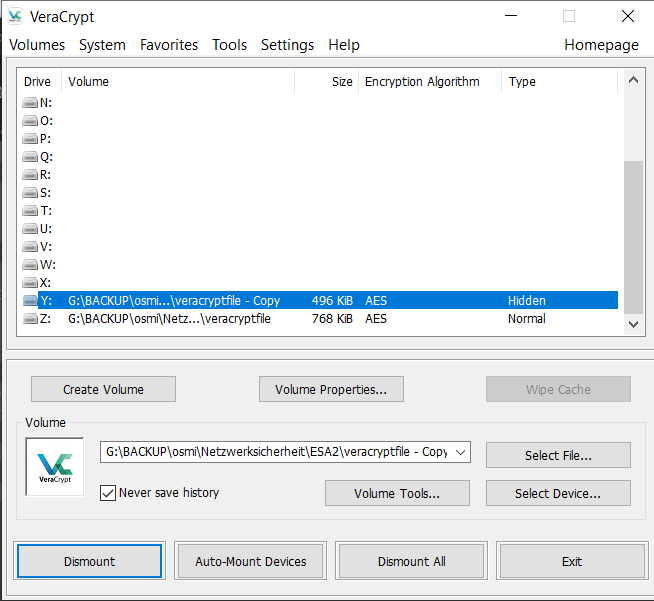 VeraCrypt
Volumes System Favorites Tools Settings Help Homepage
Drive Volume Size Encryption Algorithm Type
N:
O:
P:
Q:
R:
S:
T:
U:
V:
W:
X:
Y: G:\BACKUP\osmi...\veracryptfile - Copy 496 KiB AES Hidden
Z: G:\BACKUP\osmi\Netz...\veracryptfile 768 KiB AES Normal
Create Volume Volume Properties... Wipe Cache
Volume
G:\BACKUP\osmi\Netzwerksicherheit\ESA2\veracryptfile - Copy Select File...
VeraCrypt
Never save history Volume Tools... Select Device...
Dismount Auto-Mount Devices Dismount All Exit